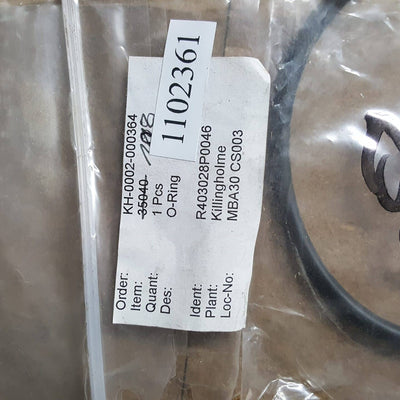 1102361
Order: KH-0002-000364
Item: 35040
Quant: 1 Pcs
Des: O-Ring
Ident: R403028P0046
Plant: Killingholme
Loc-No: MBA30 CS003